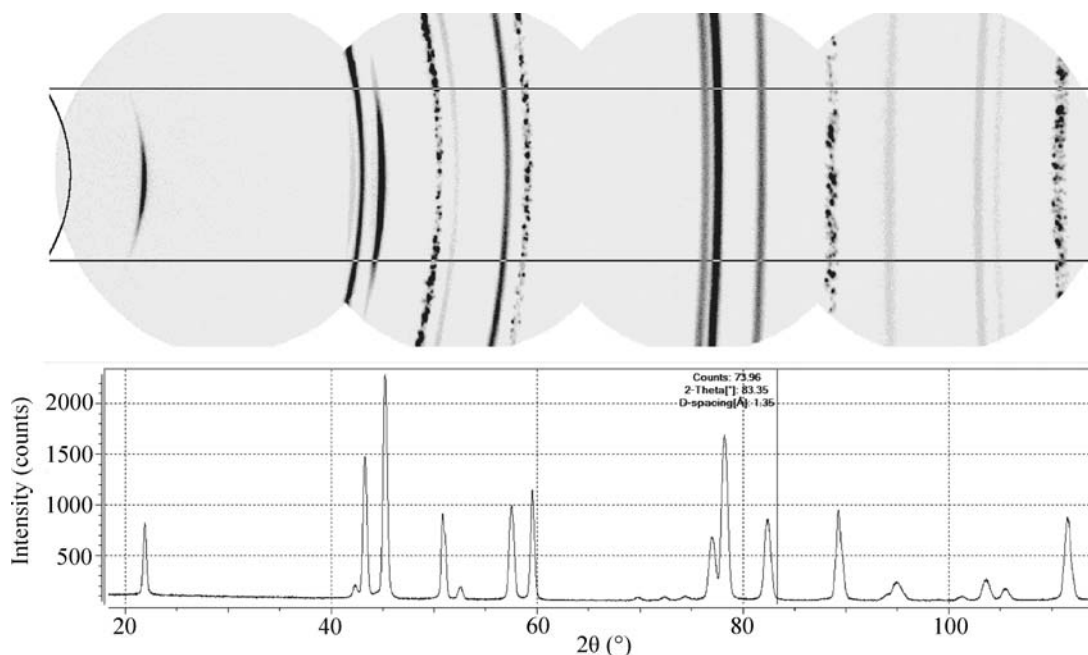 Counts: 73.96
2-Theta[°]: 83.35
D-spacing[Å]: 1.35
2000
1500
1000
500
Intensity (counts)
20
40
60
80
100
2θ (°)